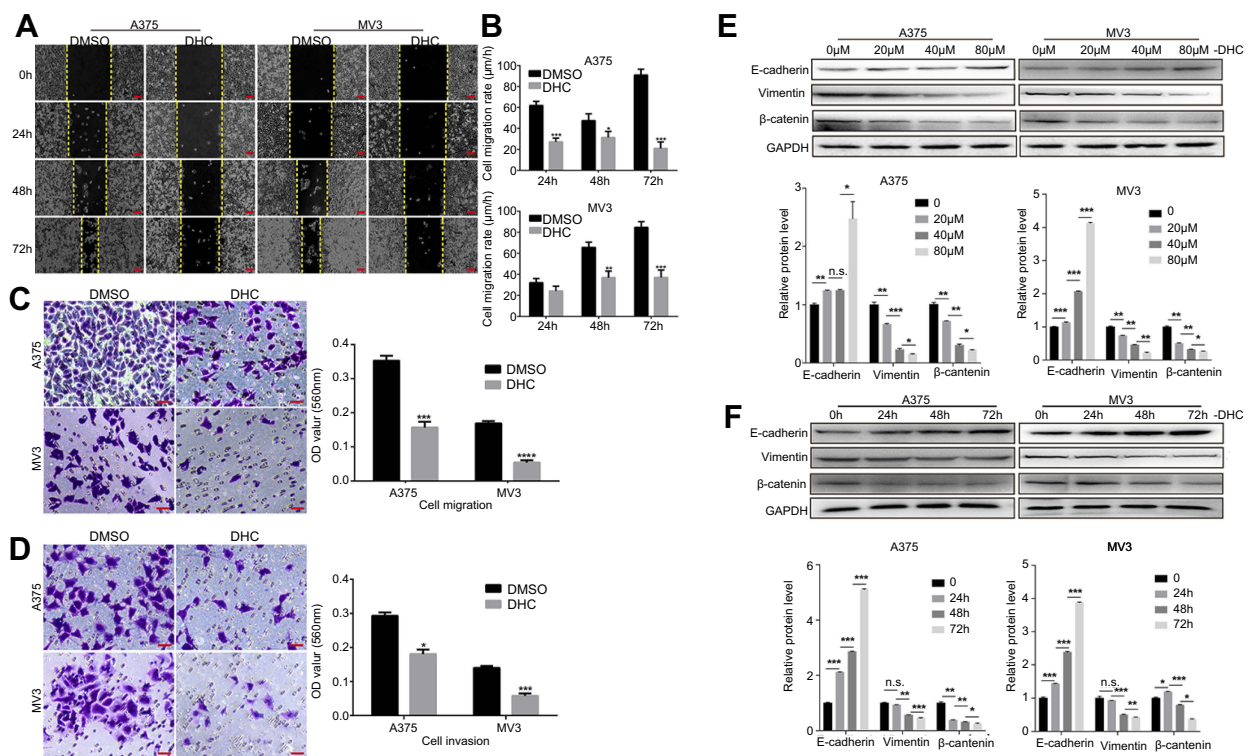 A
A375
MV3
DMSO
DHC
DMSO
DHC
0h
24h
48h
72h
B
A375
Cell migration rate (µm/h)
100
80
60
40
20
0
DMSO
DHC
***
*
***
24h
48h
72h
MV3
Cell migration rate (µm/h)
100
80
60
40
20
0
DMSO
DHC
**
***
24h
48h
72h
C
DMSO
DHC
A375
MV3
OD valur (560nm)
0.4
0.3
0.2
0.1
0.0
DMSO
DHC
***
****
A375
MV3
Cell migration
D
DMSO
DHC
A375
MV3
OD valur (560nm)
0.4
0.3
0.2
0.1
0.0
DMSO
DHC
*
***
A375
MV3
Cell invasion
E
A375
MV3
0µM 20µM 40µM 80µM
0µM 20µM 40µM 80µM -DHC
E-cadherin
Vimentin
β-catenin
GAPDH
A375
Relative protein level
3
2
1
0
0
20µM
40µM
80µM
** n.s. *
** *** *
** ** *
E-cadherin
Vimentin
β-cantenin
MV3
Relative protein level
5
4
3
2
1
0
0
20µM
40µM
80µM
*** *** ***
** ** **
** ** *
E-cadherin
Vimentin
β-cantenin
F
A375
MV3
0h 24h 48h 72h
0h 24h 48h 72h -DHC
E-cadherin
Vimentin
β-catenin
GAPDH
A375
Relative protein level
6
4
2
0
0
24h
48h
72h
*** *** ***
n.s. ** ***
** ** *
E-cadherin
Vimentin
β-cantenin
MV3
Relative protein level
5
4
3
2
1
0
0
24h
48h
72h
*** *** ***
n.s. *** **
* *** *
E-cadherin
Vimentin
β-cantenin